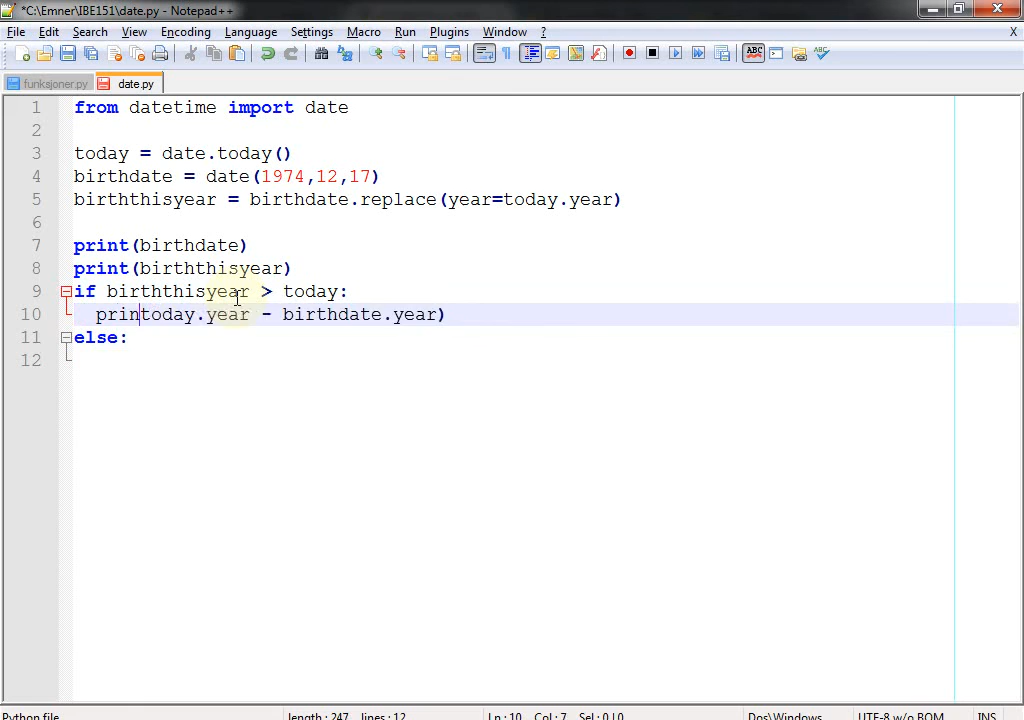 *C:\Emner\IBE151\date.py - Notepad++
File Edit Search View Encoding Language Settings Macro Run Plugins Window ? X
funksjoner.py date.py
1 from datetime import date
2
3 today = date.today()
4 birthdate = date(1974,12,17)
5 birththisyear = birthdate.replace(year=today.year)
6
7 print(birthdate)
8 print(birththisyear)
9 if birththisyear > today:
10 printoday.year - birthdate.year)
11 else:
12
Python file length : 247 lines : 12 Ln : 10 Col : 7 Sel : 0 | 0 Dos\Windows UTF-8 w/o BOM INS